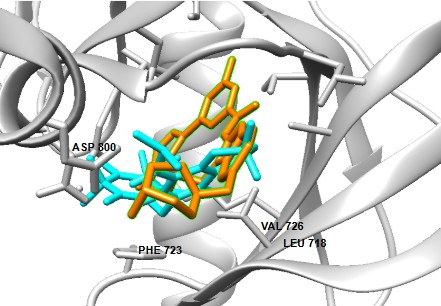 ASP 800
VAL 726
LEU 718
PHE 723